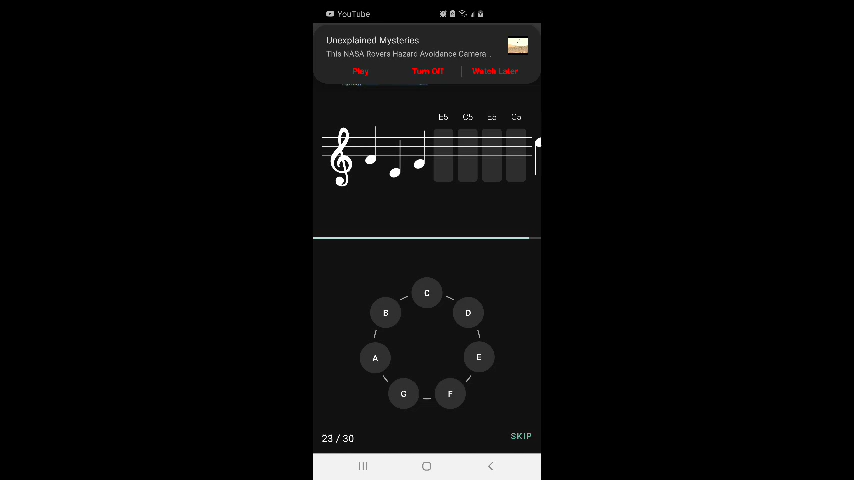 YouTube
Unexplained Mysteries
This NASA Rovers Hazard Avoidance Camera...
Play Turn Off Watch Later
E5 C5 E5 C5
C
B D
A E
G F
23 / 30 SKIP